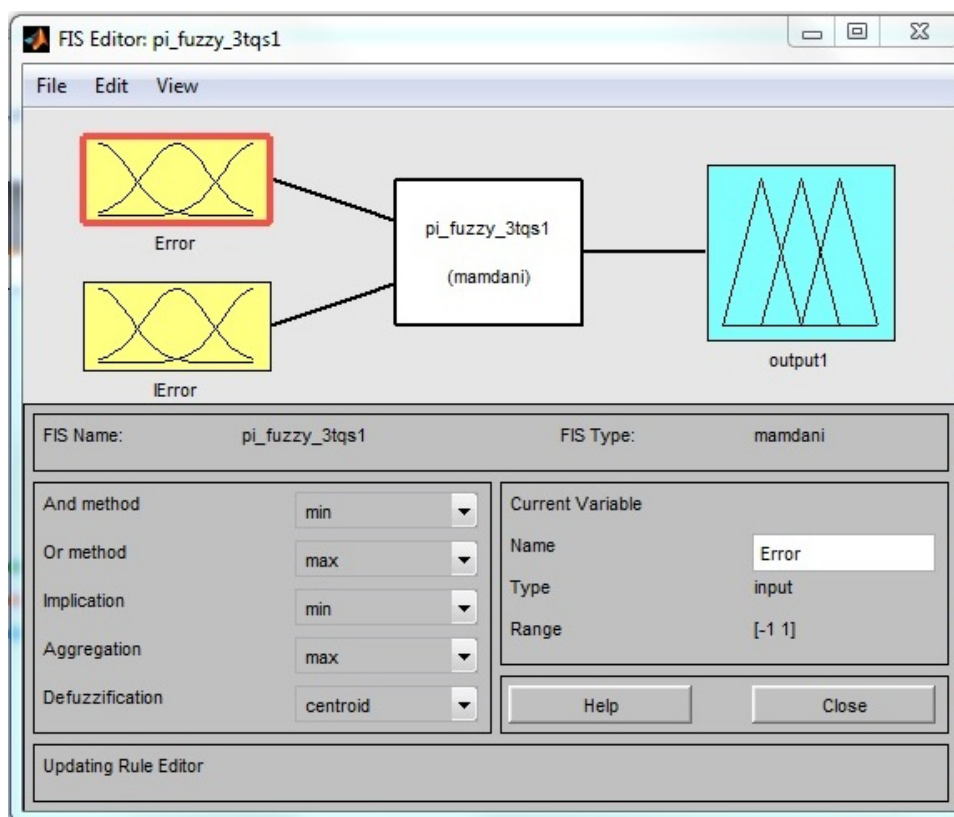 FIS Editor: pi_fuzzy_3tqs1
File Edit View
Error
IError
pi_fuzzy_3tqs1
(mamdani)
output1
FIS Name: pi_fuzzy_3tqs1 FIS Type: mamdani
And method min
Or method max
Implication min
Aggregation max
Defuzzification centroid
Current Variable
Name Error
Type input
Range [-1 1]
Help Close
Updating Rule Editor